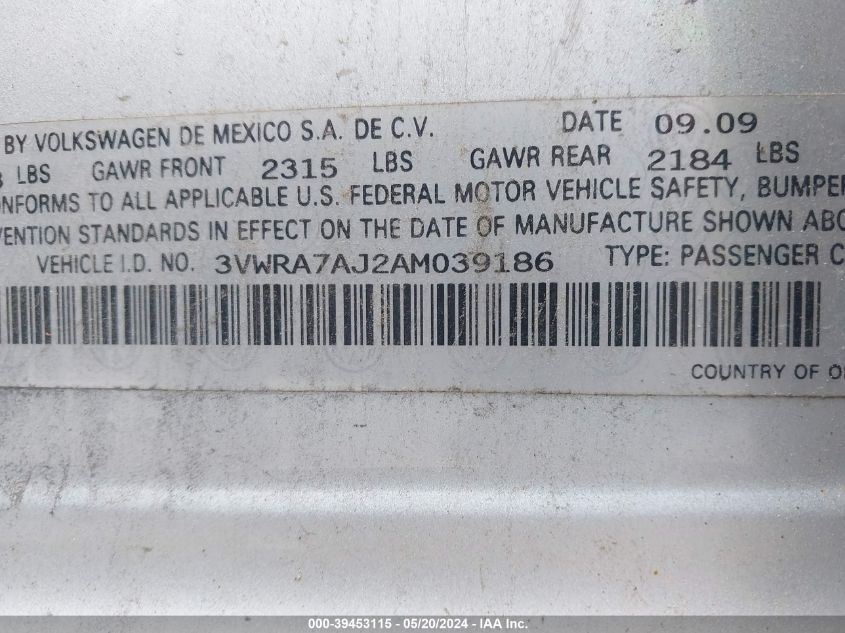 BY VOLKSWAGEN DE MEXICO S.A. DE C.V. DATE 09.09
LBS GAWR FRONT 2315 LBS GAWR REAR 2184 LBS
ONFORMS TO ALL APPLICABLE U.S. FEDERAL MOTOR VEHICLE SAFETY, BUMPER
VENTION STANDARDS IN EFFECT ON THE DATE OF MANUFACTURE SHOWN ABO
VEHICLE I.D. NO. 3VWRA7AJ2AM039186 TYPE: PASSENGER C
COUNTRY OF O
000-39453115 - 05/20/2024 - IAA Inc.